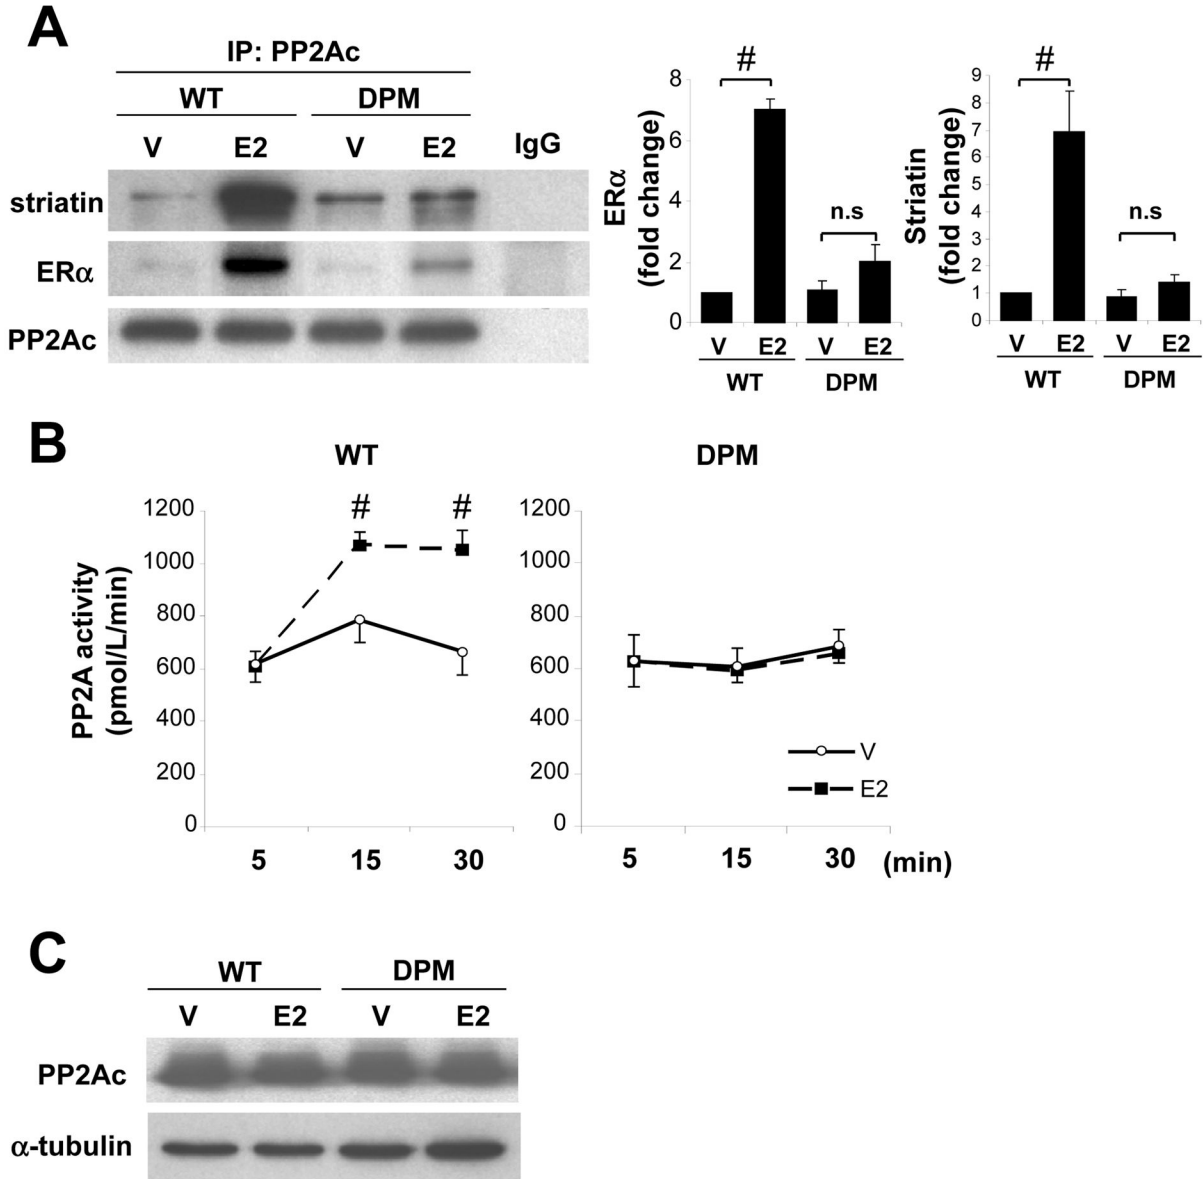 A
IP: PP2Ac
WT DPM
V E2 V E2 IgG
striatin
ERα
PP2Ac
ERα
(fold change)
8
6
4
2
0
#
n.s
V E2 V E2
WT DPM
Striatin
(fold change)
9
8
7
6
5
4
3
2
1
0
#
n.s
V E2 V E2
WT DPM
B
WT
PP2A activity
(pmol/L/min)
1200
1000
800
600
400
200
0
# #
5 15 30
DPM
1200
1000
800
600
400
200
0
V
E2
5 15 30 (min)
C
WT DPM
V E2 V E2
PP2Ac
α-tubulin